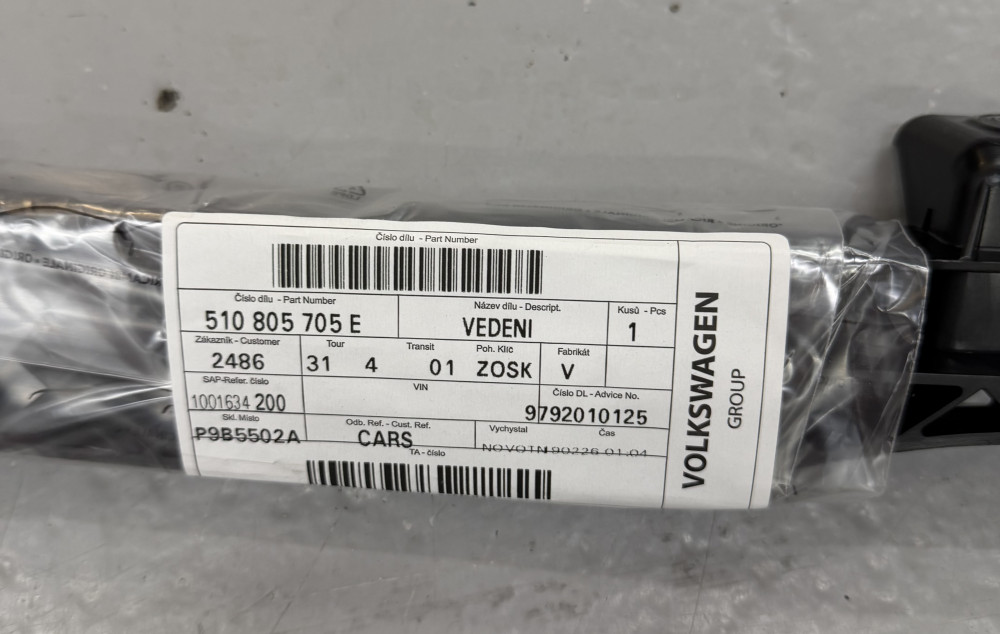 Číslo dílu - Part Number
Číslo dílu - Part Number
510 805 705 E
Název dílu - Descript.
VEDENI
Kusů - Pcs
1
Zákazník - Customer
2486
Tour
31 4
Transit
01
Poh. Klíč
ZOSK
Fabrikát
V
SAP-Refer. číslo
1001634 200
VIN
Číslo DL - Advice No.
9792010125
Skl. Místo
P9B5502A
Odb. Ref. - Cust. Ref.
CARS
Vychystal
Čas
TA - číslo
VOLKSWAGEN
GROUP